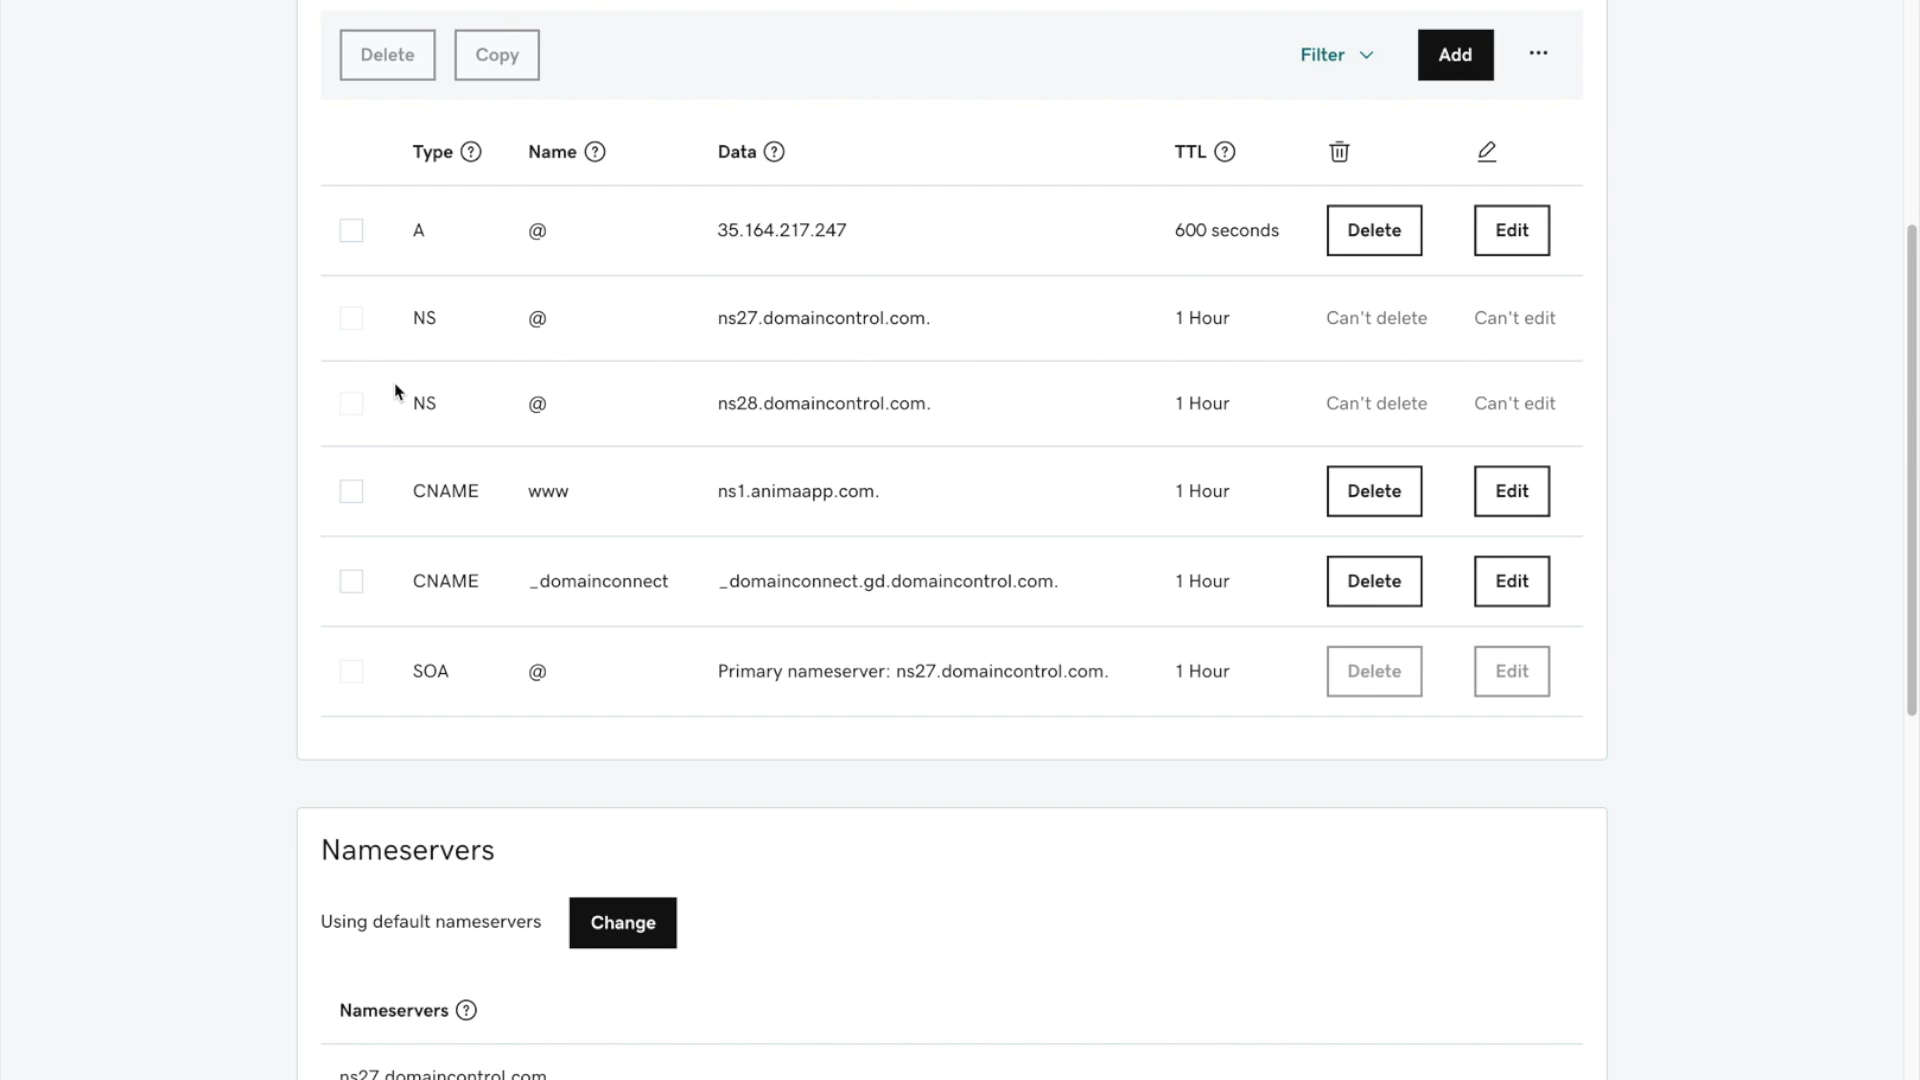 Delete Copy Filter Add ...
Type ? Name ? Data ? TTL ?
A @ 35.164.217.247 600 seconds Delete Edit
NS @ ns27.domaincontrol.com. 1 Hour Can't delete Can't edit
NS @ ns28.domaincontrol.com. 1 Hour Can't delete Can't edit
CNAME www ns1.animaapp.com. 1 Hour Delete Edit
CNAME _domainconnect _domainconnect.gd.domaincontrol.com. 1 Hour Delete Edit
SOA @ Primary nameserver: ns27.domaincontrol.com. 1 Hour Delete Edit
Nameservers
Using default nameservers Change
Nameservers ?
ns27.domaincontrol.com